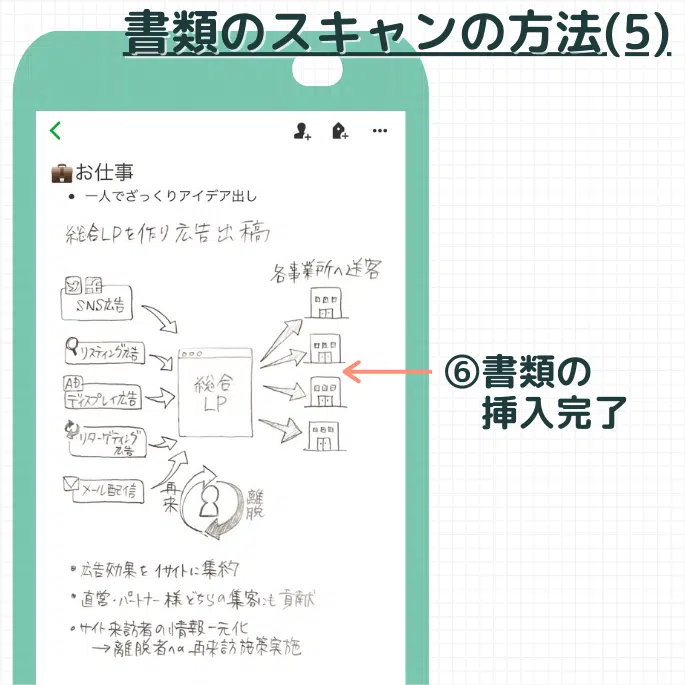 書類のスキャンの方法(5)
💼お仕事
• 一人でざっくりアイデア出し
総合LPを作り広告出稿
各事業所へ送客
SNS広告
リスティング広告
AD
ディスプレイ広告
リターゲティング
広告
メール配信
総合
LP
再来
離脱
⑥書類の
挿入完了
• 広告効果を1サイトに集約
• 直営・パートナー様どちらの集客にも貢献
• サイト来訪者の情報一元化
→離脱者への再来訪施策実施